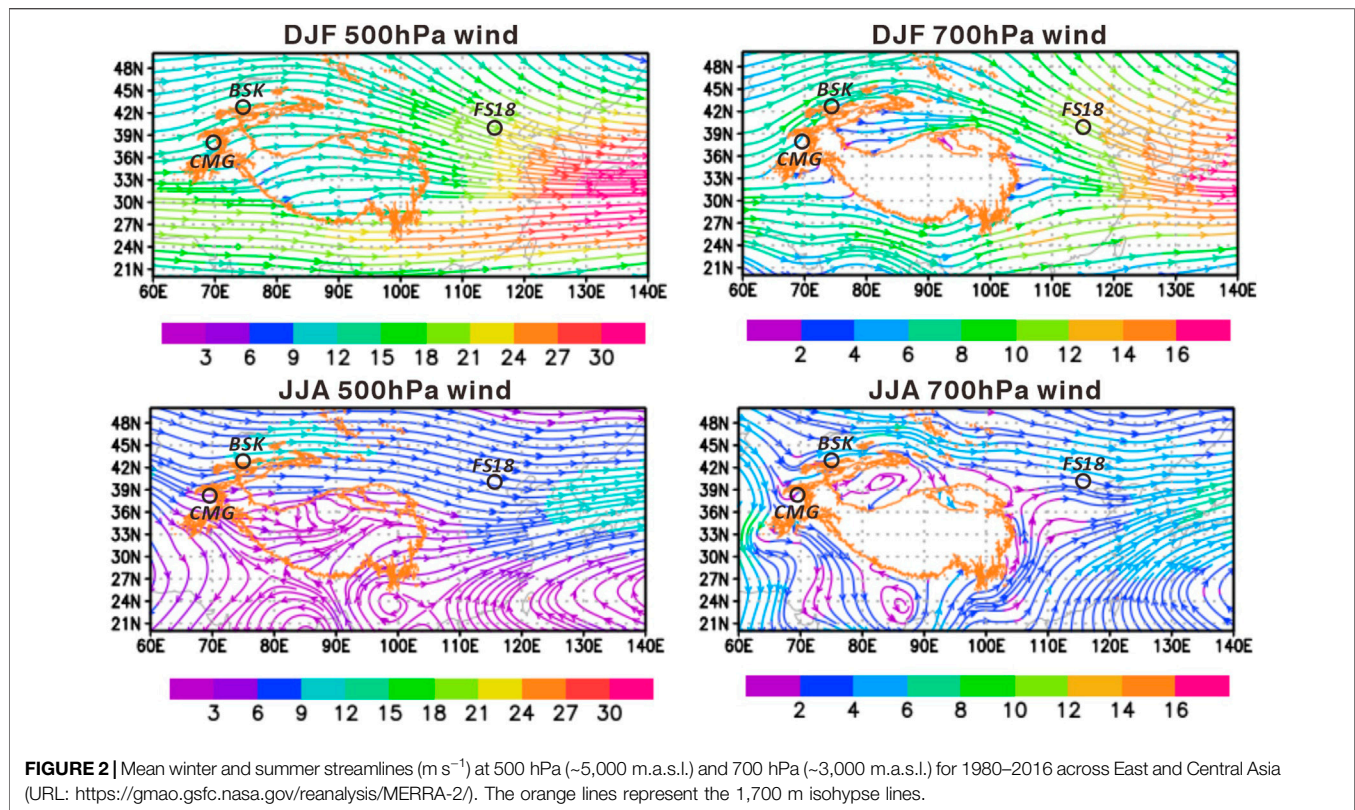 DJF 500hPa wind
48N
45N
42N
39N
36N
33N
30N
27N
24N
21N
BSK
FS18
CMG
60E 70E 80E 90E 100E 110E 120E 130E 140E
3 6 9 12 15 18 21 24 27 30
DJF 700hPa wind
48N
45N
42N
39N
36N
33N
30N
27N
24N
21N
BSK
FS18
CMG
60E 70E 80E 90E 100E 110E 120E 130E 140E
2 4 6 8 10 12 14 16
JJA 500hPa wind
48N
45N
42N
39N
36N
33N
30N
27N
24N
21N
BSK
FS18
CMG
60E 70E 80E 90E 100E 110E 120E 130E 140E
3 6 9 12 15 18 21 24 27 30
JJA 700hPa wind
48N
45N
42N
39N
36N
33N
30N
27N
24N
21N
BSK
FS18
CMG
60E 70E 80E 90E 100E 110E 120E 130E 140E
2 4 6 8 10 12 14 16
FIGURE 2 | Mean winter and summer streamlines (m s⁻¹) at 500 hPa (~5,000 m.a.s.l.) and 700 hPa (~3,000 m.a.s.l.) for 1980–2016 across East and Central Asia
(URL: https://gmao.gsfc.nasa.gov/reanalysis/MERRA-2/). The orange lines represent the 1,700 m isohypse lines.